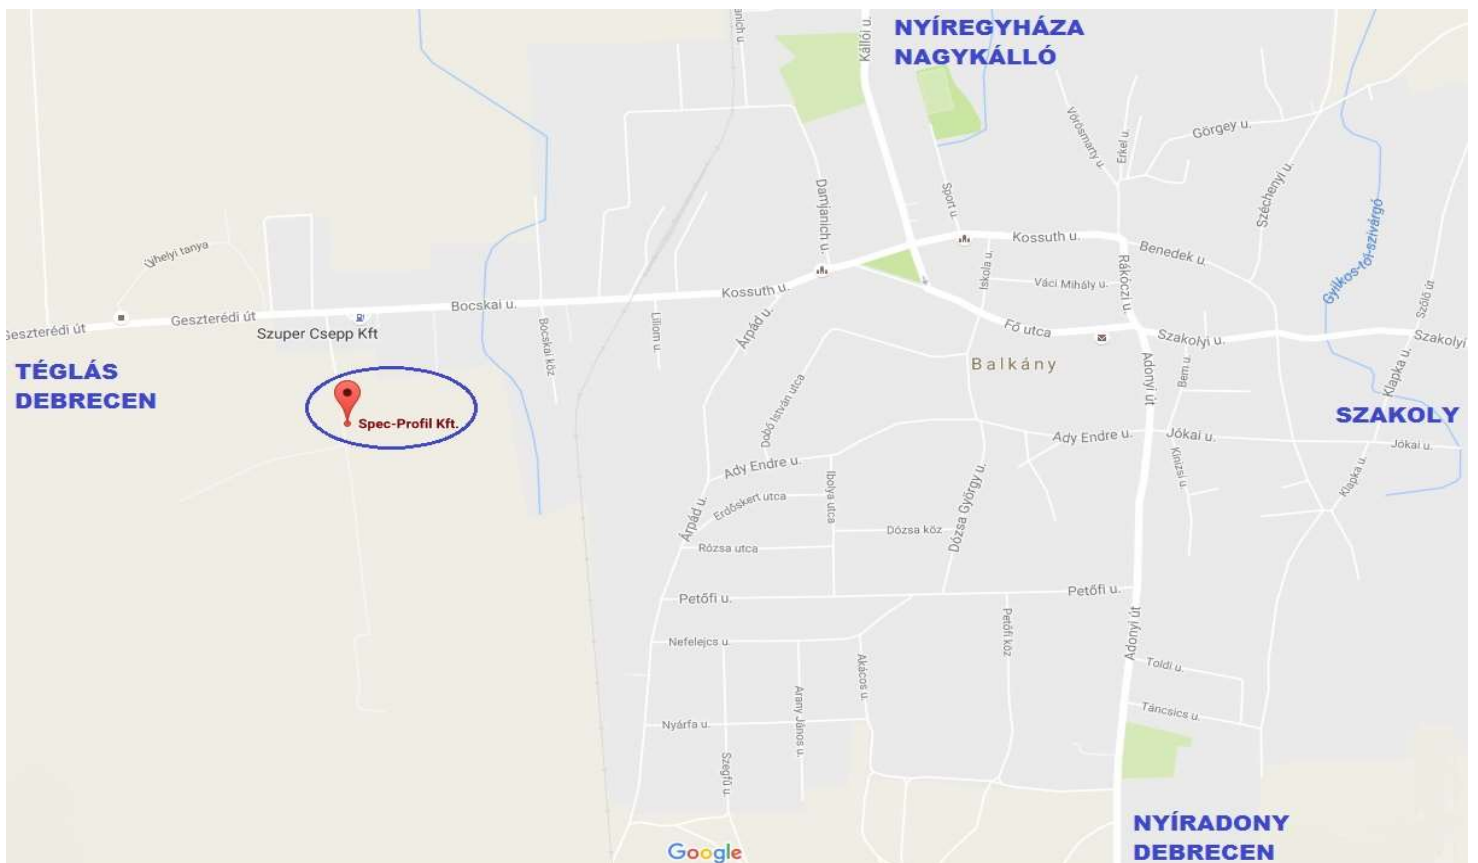 anich u.
Kállói u.
NYÍREGYHÁZA
NAGYKÁLLÓ
Vörösmarty u.
Erkel u.
Görgey u.
Széchenyi u.
Gyilkos-tói-szivárgó
Szőlő út
Damjanich u.
Sport u.
Kossuth u.
Benedek u.
Iskola u.
Váci Mihály u.
Rákóczi u.
Újhelyi tanya
Geszterédi út
Geszterédi út
Szuper Csepp Kft
Bocskai u.
Kossuth u.
Bocskai köz
Liliom u.
Árpád u.
Fő utca
Szakolyi u.
Szakolyi
Balkány
Adonyi út
Bem u.
Klapka u.
TÉGLÁS
DEBRECEN
Spec-Profil Kft.
SZAKOLY
Dobó István utca
Ady Endre u.
Ady Endre u.
Jókai u.
Jókai u.
Kinizsi u.
Klapka u.
Ibolya utca
Erdőskert utca
Árpád u.
Rózsa utca
Dózsa köz
Dózsa György u.
Petőfi u.
Petőfi u.
Petőfi köz
Adonyi út
Nefelejcs u.
Akácos u.
Arany János u.
Toldi u.
Táncsics u.
Nyárfa u.
Szegfű u.
NYÍRADONY
DEBRECEN
Google